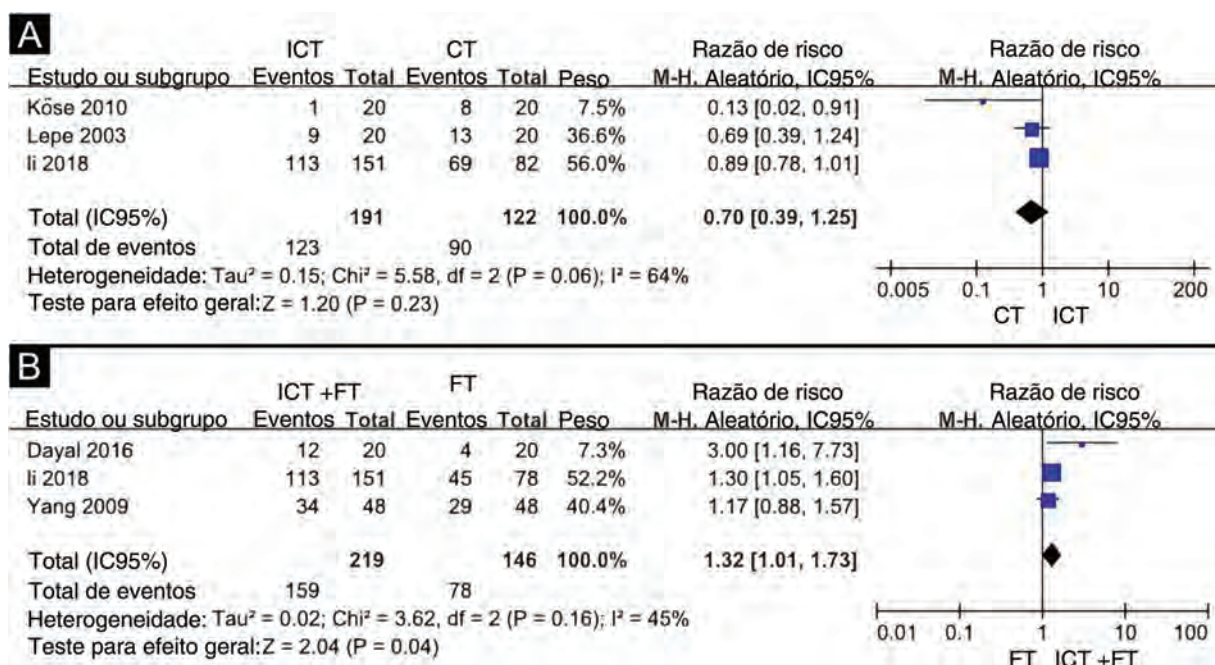 A
ICT CT Razão de risco Razão de risco
Estudo ou subgrupo Eventos Total Eventos Total Peso M-H. Aleatório, IC95% M-H. Aleatório, IC95%
Köse 2010 1 20 8 20 7.5% 0.13 [0.02, 0.91]
Lepe 2003 9 20 13 20 36.6% 0.69 [0.39, 1.24]
li 2018 113 151 69 82 56.0% 0.89 [0.78, 1.01]
Total (IC95%) 191 122 100.0% 0.70 [0.39, 1.25]
Total de eventos 123 90
Heterogeneidade: Tau² = 0.15; Chi² = 5.58, df = 2 (P = 0.06); I² = 64%
Teste para efeito geral:Z = 1.20 (P = 0.23)
0.005 0.1 1 10 200
CT ICT
B
ICT +FT FT Razão de risco Razão de risco
Estudo ou subgrupo Eventos Total Eventos Total Peso M-H. Aleatório, IC95% M-H. Aleatório, IC95%
Dayal 2016 12 20 4 20 7.3% 3.00 [1.16, 7.73]
li 2018 113 151 45 78 52.2% 1.30 [1.05, 1.60]
Yang 2009 34 48 29 48 40.4% 1.17 [0.88, 1.57]
Total (IC95%) 219 146 100.0% 1.32 [1.01, 1.73]
Total de eventos 159 78
Heterogeneidade: Tau² = 0.02; Chi² = 3.62, df = 2 (P = 0.16); I² = 45%
Teste para efeito geral:Z = 2.04 (P = 0.04)
0.01 0.1 1 10 100
FT, ICT +FT